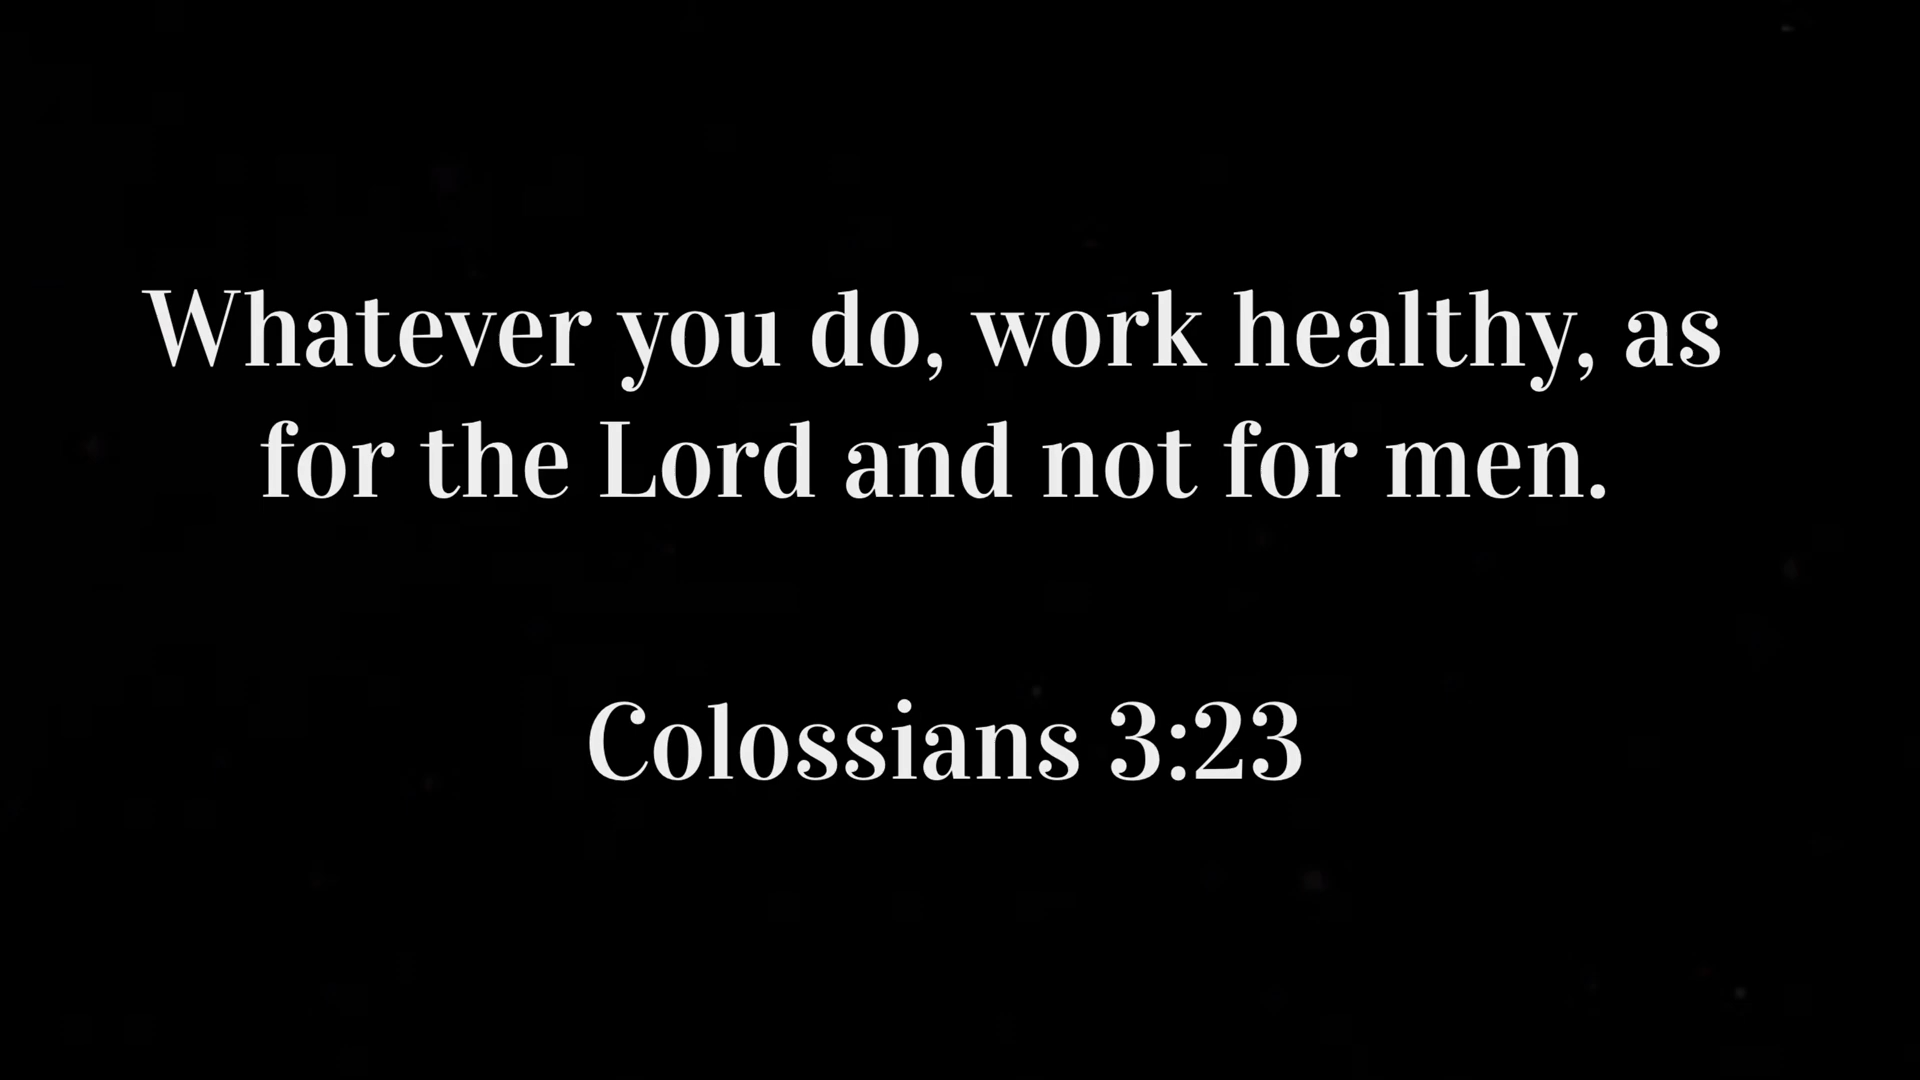 Whatever you do, work healthy, as
for the Lord and not for men.
Colossians 3:23